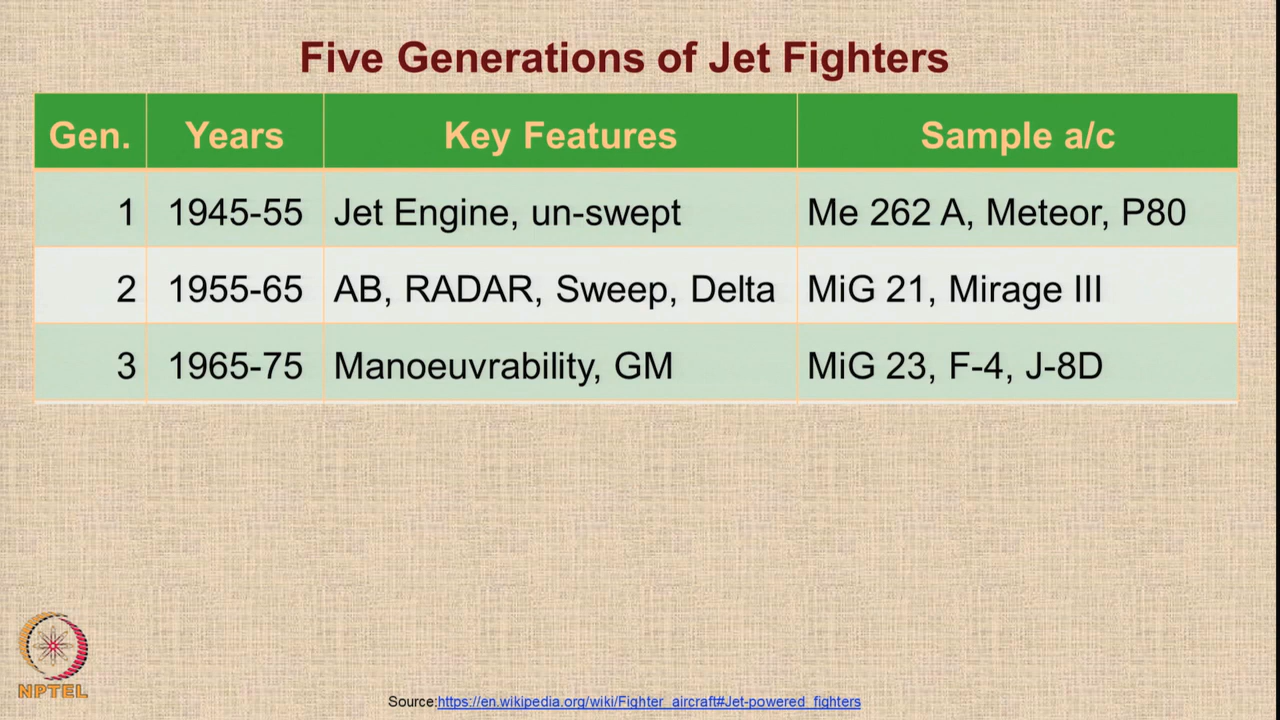 Five Generations of Jet Fighters
Gen. Years Key Features Sample a/c
1 1945-55 Jet Engine, un-swept Me 262 A, Meteor, P80
2 1955-65 AB, RADAR, Sweep, Delta MiG 21, Mirage III
3 1965-75 Manoeuvrability, GM MiG 23, F-4, J-8D
NPTEL
Source:https://en.wikipedia.org/wiki/Fighter_aircraft#Jet-powered_fighters